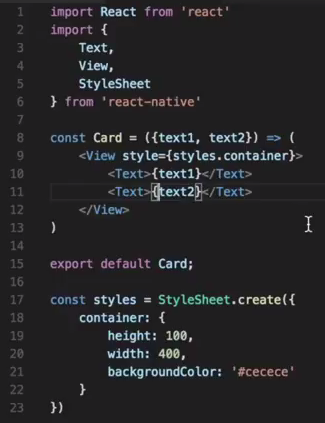 1 import React from 'react'
2 import {
3 Text,
4 View,
5 StyleSheet
6 } from 'react-native'
7
8 const Card = ({text1, text2}) => (
9 <View style={styles.container}>
10 <Text>{text1}</Text>
11 <Text>{text2}</Text>
12 </View>
13 )
14
15 export default Card;
16
17 const styles = StyleSheet.create({
18 container: {
19 height: 100,
20 width: 400,
21 backgroundColor: '#cecece'
22 }
23 })